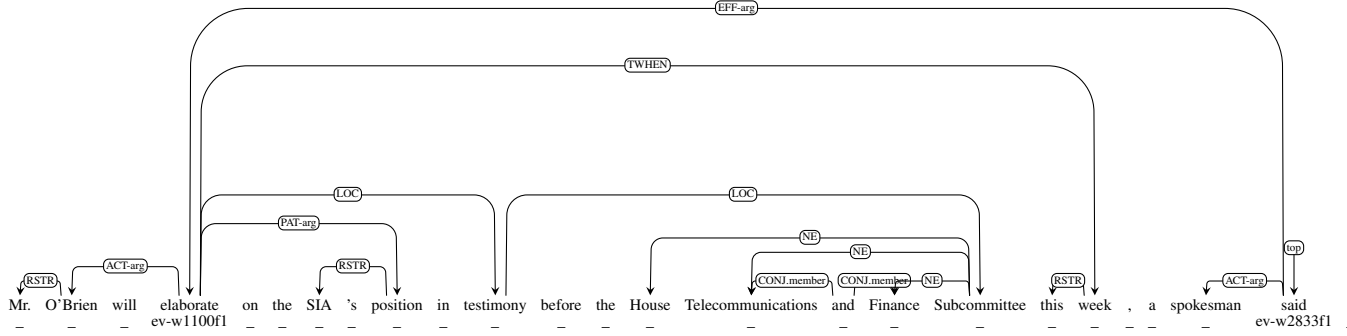 EFF-arg
TWHEN
LOC LOC
PAT-arg
NE
NE
ACT-arg RSTR
RSTR CONJ.member CONJ.member NE RSTR ACT-arg top
Mr. O'Brien will elaborate on the SIA 's position in testimony before the House Telecommunications and Finance Subcommittee this week , a spokesman said .
_ _ _ ev-w1100f1 _ _ _ _ _ _ _ _ _ _ _ _ _ _ _ _ _ _ _ ev-w2833f1 _